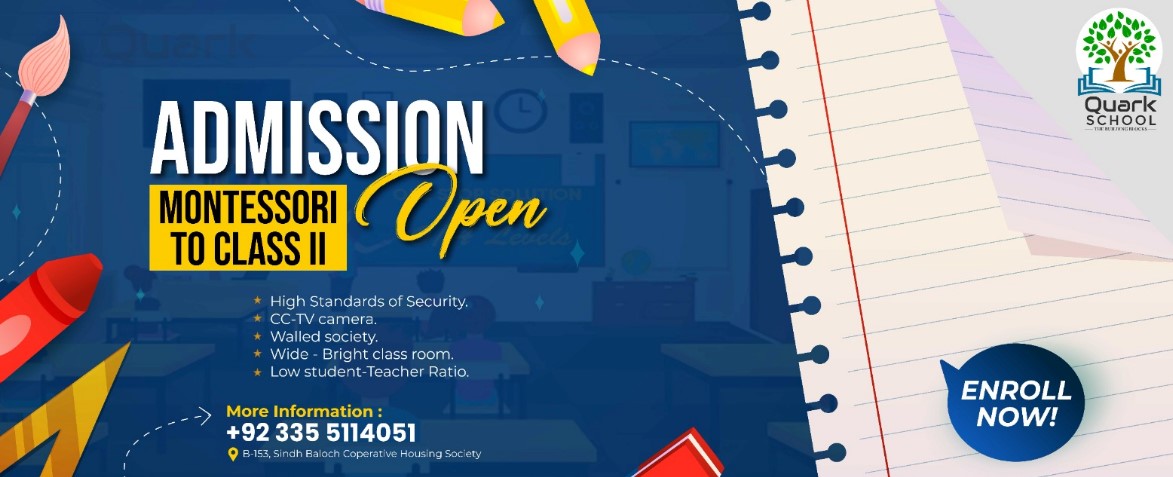 ADMISSION
Open
MONTESSORI
TO CLASS II
High Standards of Security.
CC-TV camera.
Walled society.
Wide - Bright class room.
Low student-Teacher Ratio.
More Information :
+92 335 5114051
B-153, Sindh Baloch Coperative Housing Society
Quark
SCHOOL
ENROLL
NOW!